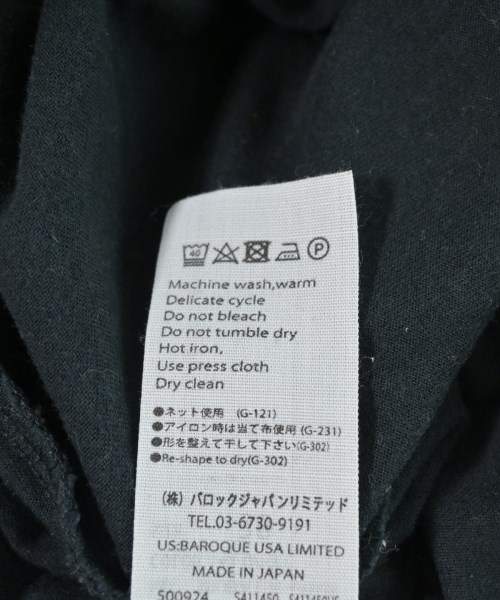 40 P
Machine wash,warm
Delicate cycle
Do not bleach
Do not tumble dry
Hot iron,
Use press cloth
Dry clean
●ネット使用 (G-121)
●アイロン時は当て布使用(G-231)
●形を整えて干して下さい(G-302)
●Re-shape to dry(G-302)
(株) バロックジャパンリミテッド
TEL.03-6730-9191
US:BAROQUE USA LIMITED
MADE IN JAPAN
500924 S411450